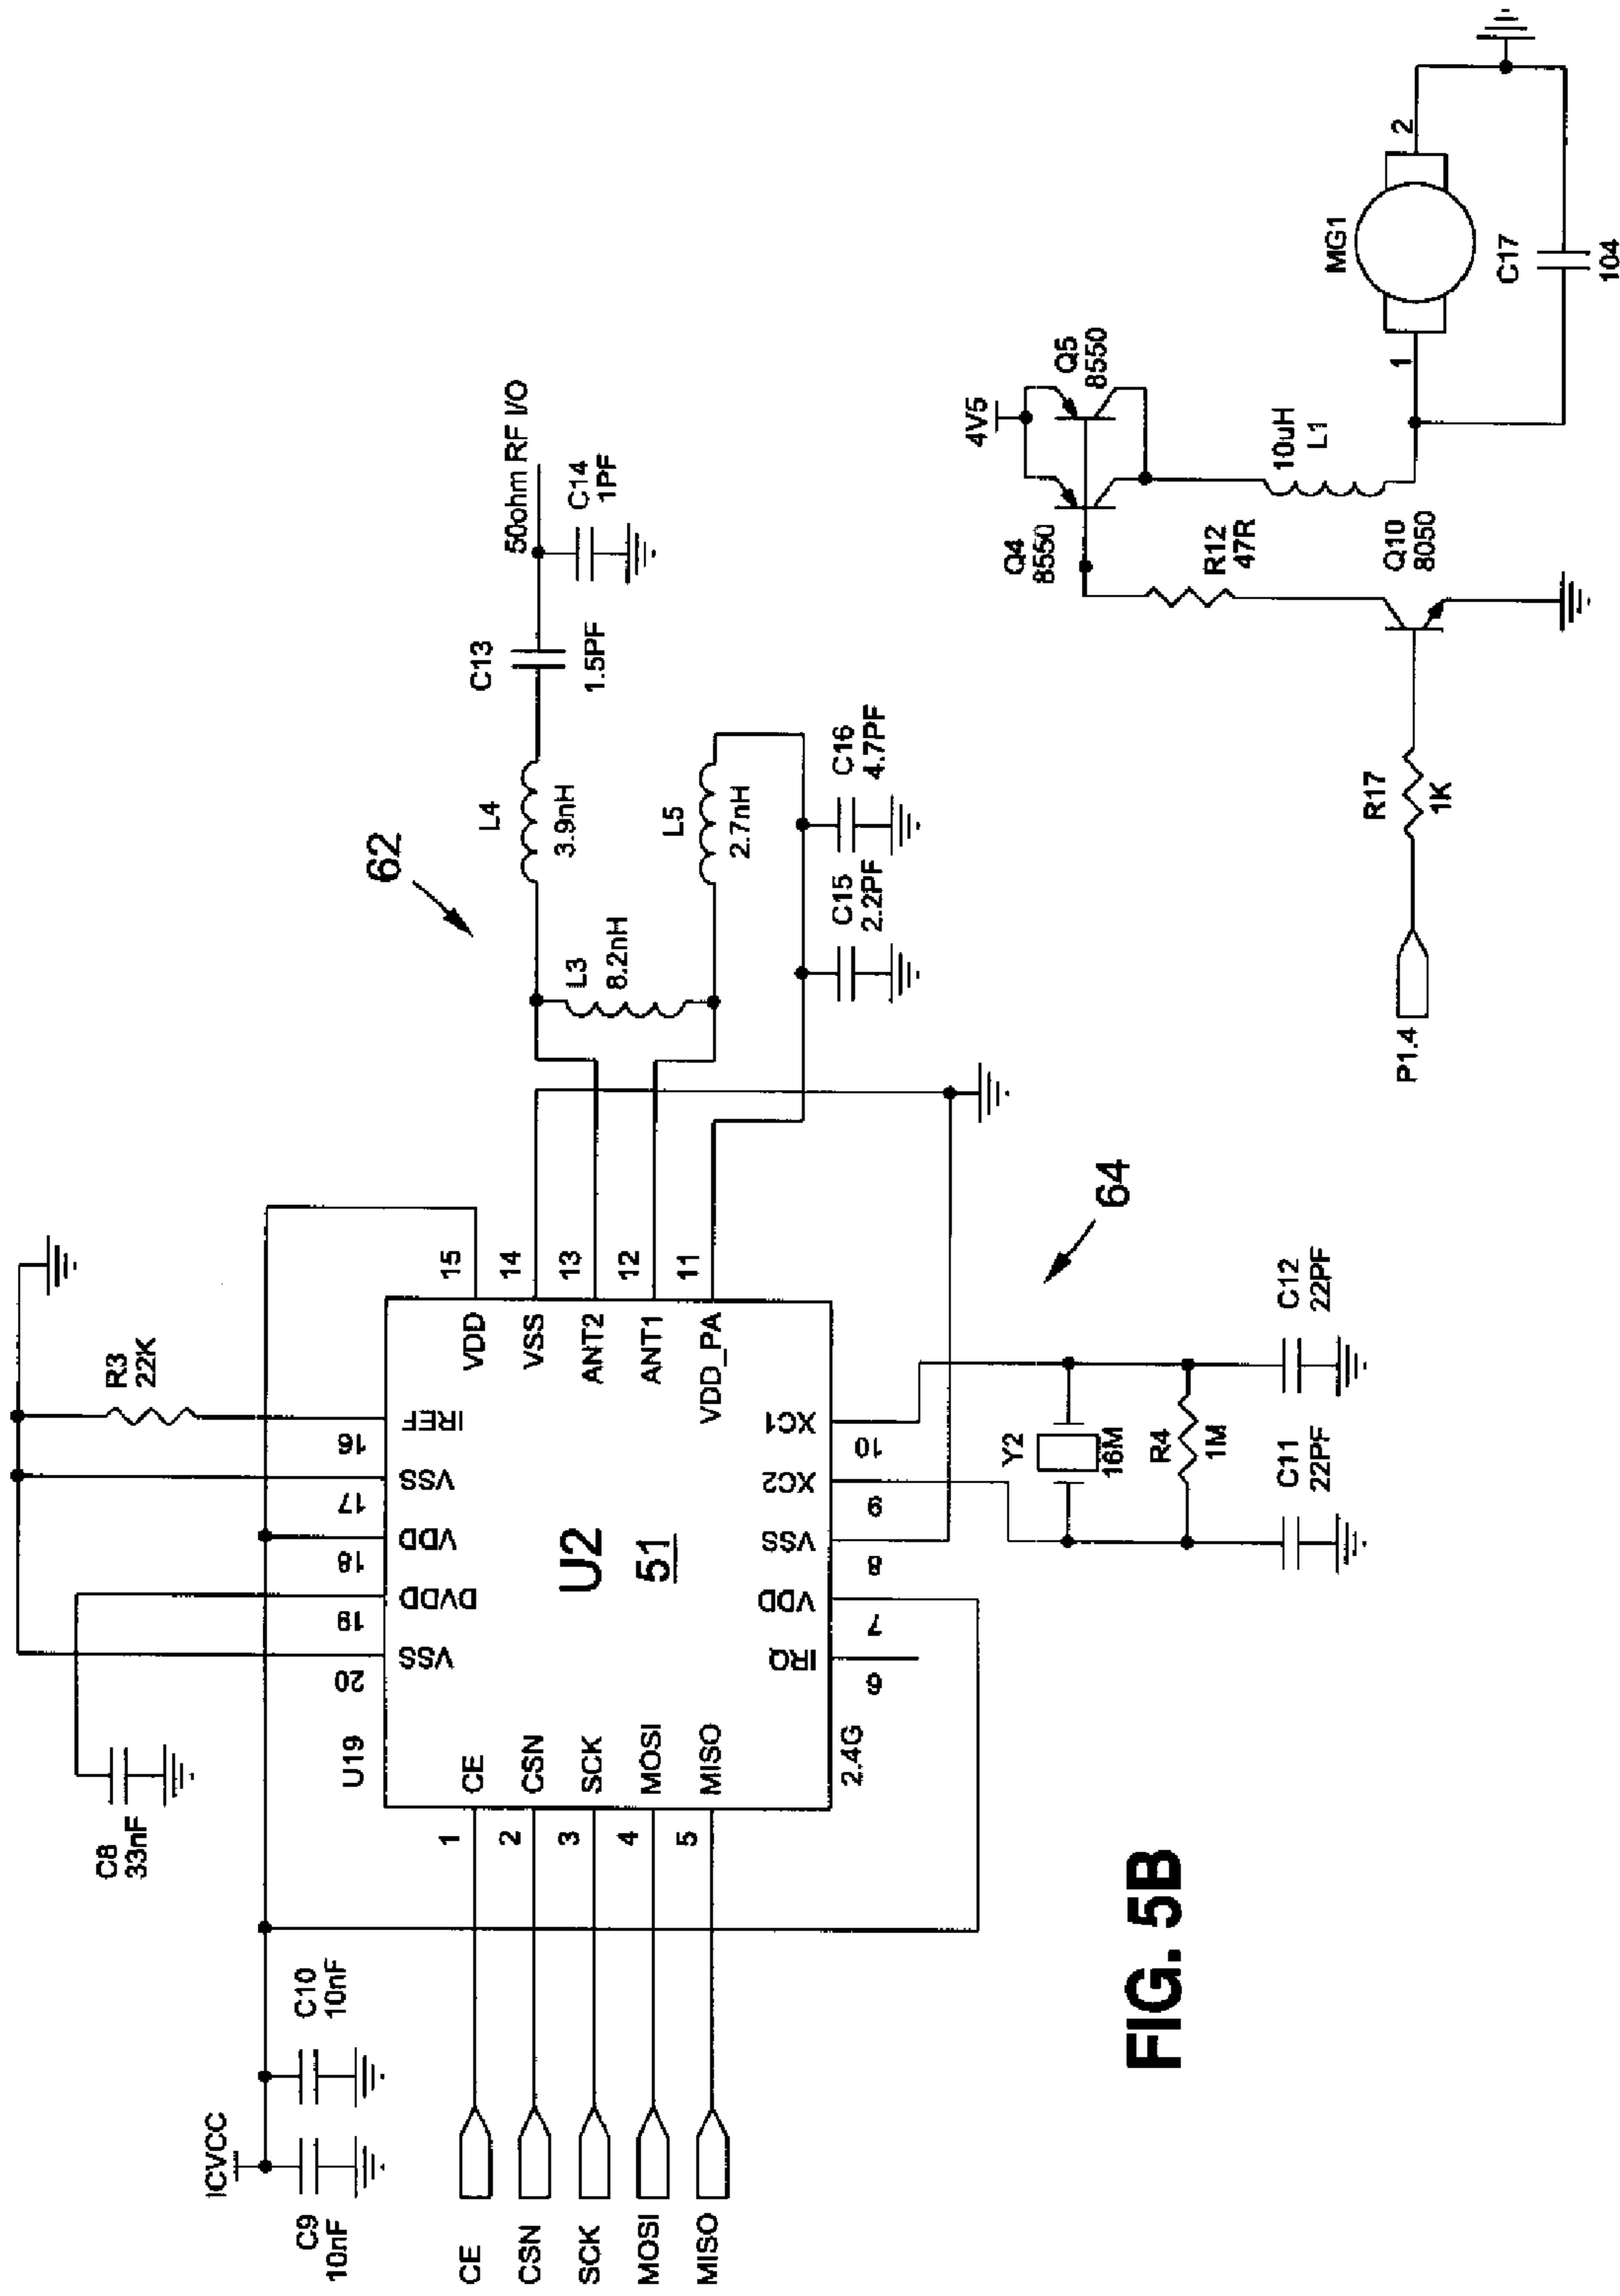 ICVCC
C9
10nF
C10
10nF
C8
33nF
R3
22K
U19
20
19
18
17
16
VSS
DVDD
VDD
VSS
IREF
CE
1
CE
CSN
2
CSN
SCK
3
SCK
MOSI
4
MOSI
MISO
5
MISO
U2
51
VDD
15
VSS
14
ANT2
13
ANT1
12
VDD_PA
11
IRQ
VDD
VSS
XC2
XC1
6
7
8
9
10
2.4G
62
L3
8.2nH
L4
3.9nH
L5
2.7nH
C13
1.5PF
50ohm RF I/O
C14
1PF
C15
2.2PF
C16
4.7PF
64
Y2
16M
R4
1M
C11
22PF
C12
22PF
P1.4
R17
1K
Q10
8050
R12
47R
Q4
8550
4V5
Q5
8550
10uH
L1
1
MG1
2
C17
104
FIG. 5B